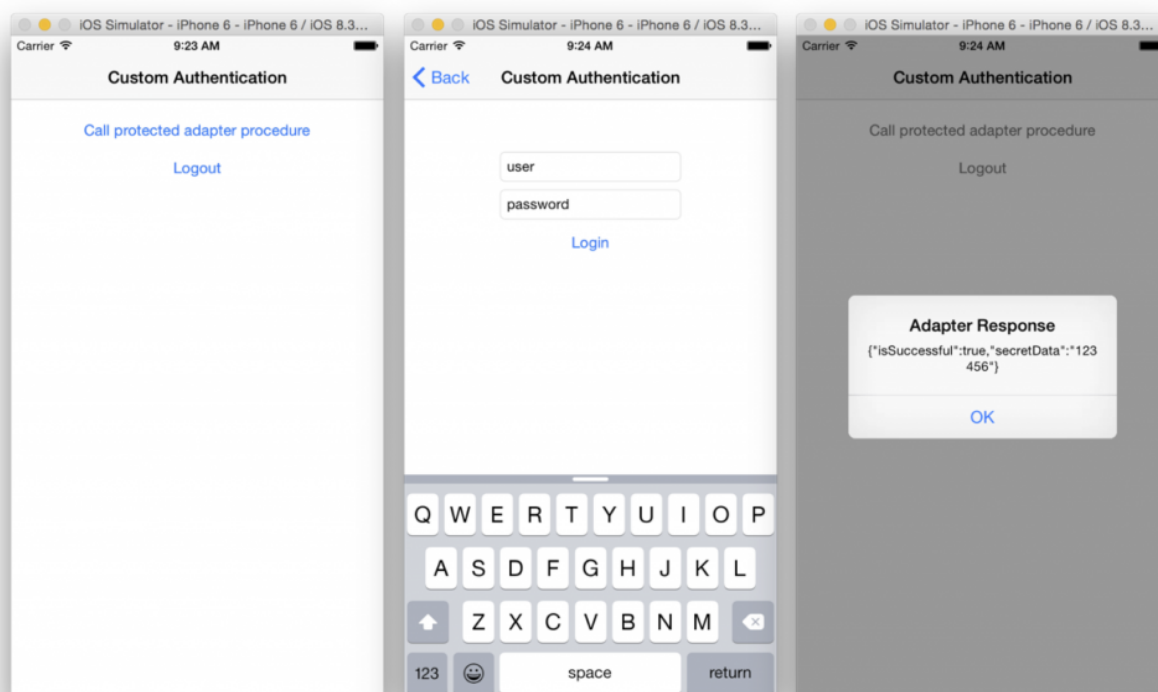 iOS Simulator - iPhone 6 - iPhone 6 / iOS 8.3...
Carrier 9:23 AM
Custom Authentication
Call protected adapter procedure
Logout
iOS Simulator - iPhone 6 - iPhone 6 / iOS 8.3...
Carrier 9:24 AM
Back Custom Authentication
user
password
Login
Q W E R T Y U I O P
A S D F G H J K L
Z X C V B N M
123 space return
iOS Simulator - iPhone 6 - iPhone 6 / iOS 8.3...
Carrier 9:24 AM
Custom Authentication
Call protected adapter procedure
Logout
Adapter Response
{"isSuccessful":true,"secretData":"123
456"}
OK